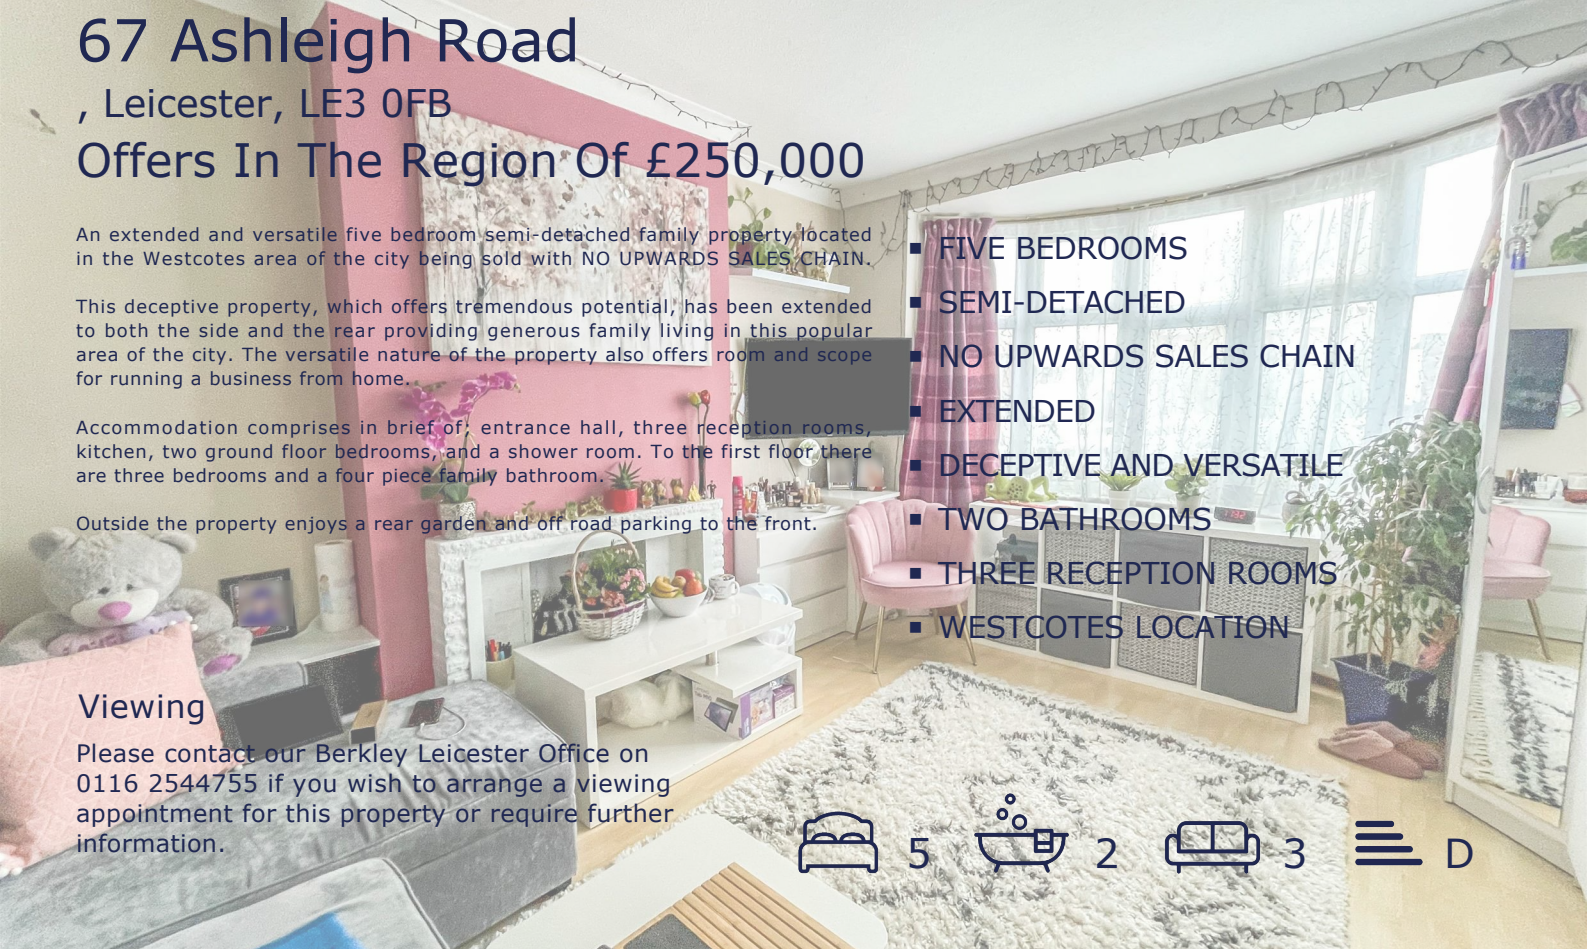 67 Ashleigh Road
, Leicester, LE3 0FB
Offers In The Region Of £250,000
An extended and versatile five bedroom semi-detached family property located
in the Westcotes area of the city being sold with NO UPWARDS SALES CHAIN.
This deceptive property, which offers tremendous potential, has been extended
to both the side and the rear providing generous family living in this popular
area of the city. The versatile nature of the property also offers room and scope
for running a business from home.
Accommodation comprises in brief of; entrance hall, three reception rooms,
kitchen, two ground floor bedrooms, and a shower room. To the first floor there
are three bedrooms and a four piece family bathroom.
Outside the property enjoys a rear garden and off road parking to the front.
▪ FIVE BEDROOMS
▪ SEMI-DETACHED
▪ NO UPWARDS SALES CHAIN
▪ EXTENDED
▪ DECEPTIVE AND VERSATILE
▪ TWO BATHROOMS
▪ THREE RECEPTION ROOMS
▪ WESTCOTES LOCATION
Viewing
Please contact our Berkley Leicester Office on
0116 2544755 if you wish to arrange a viewing
appointment for this property or require further
information.
5 2 3 D